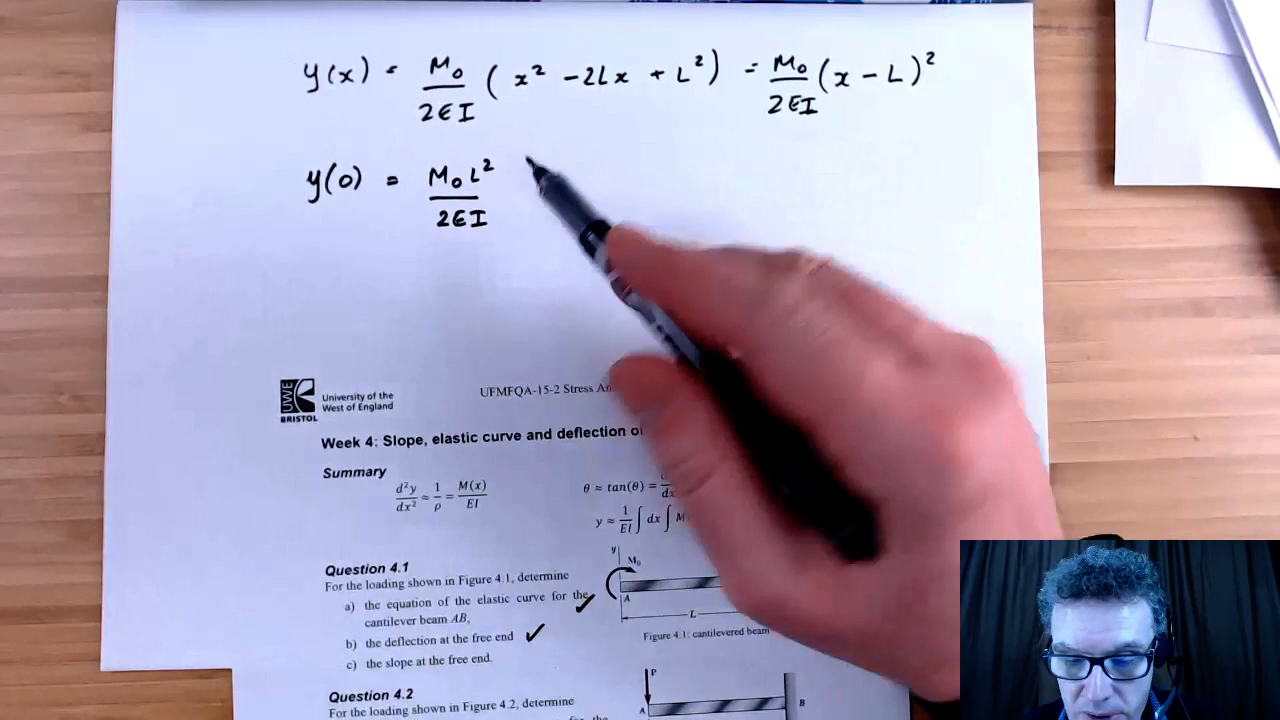 y(x) = M₀/2EI (x² - 2Lx + L²) = M₀/2EI (x - L)²
y(0) = M₀L²/2EI
UWE BRISTOL
University of the
West of England
UFMFQA-15-2 Stress
Week 4: Slope, elastic curve and deflection
Summary
d²y/dx² ≈ 1/ρ = M(x)/EI
θ ≈ tan(θ) =
y ≈ 1/EI ∫ dx ∫ M
Question 4.1
For the loading shown in Figure 4.1, determine
a) the equation of the elastic curve for the
cantilever beam AB,
b) the deflection at the free end
c) the slope at the free end.
y
M₀
A
L
Figure 4.1: cantilevered beam
Question 4.2
For the loading shown in Figure 4.2, determine
for the
P
A
B